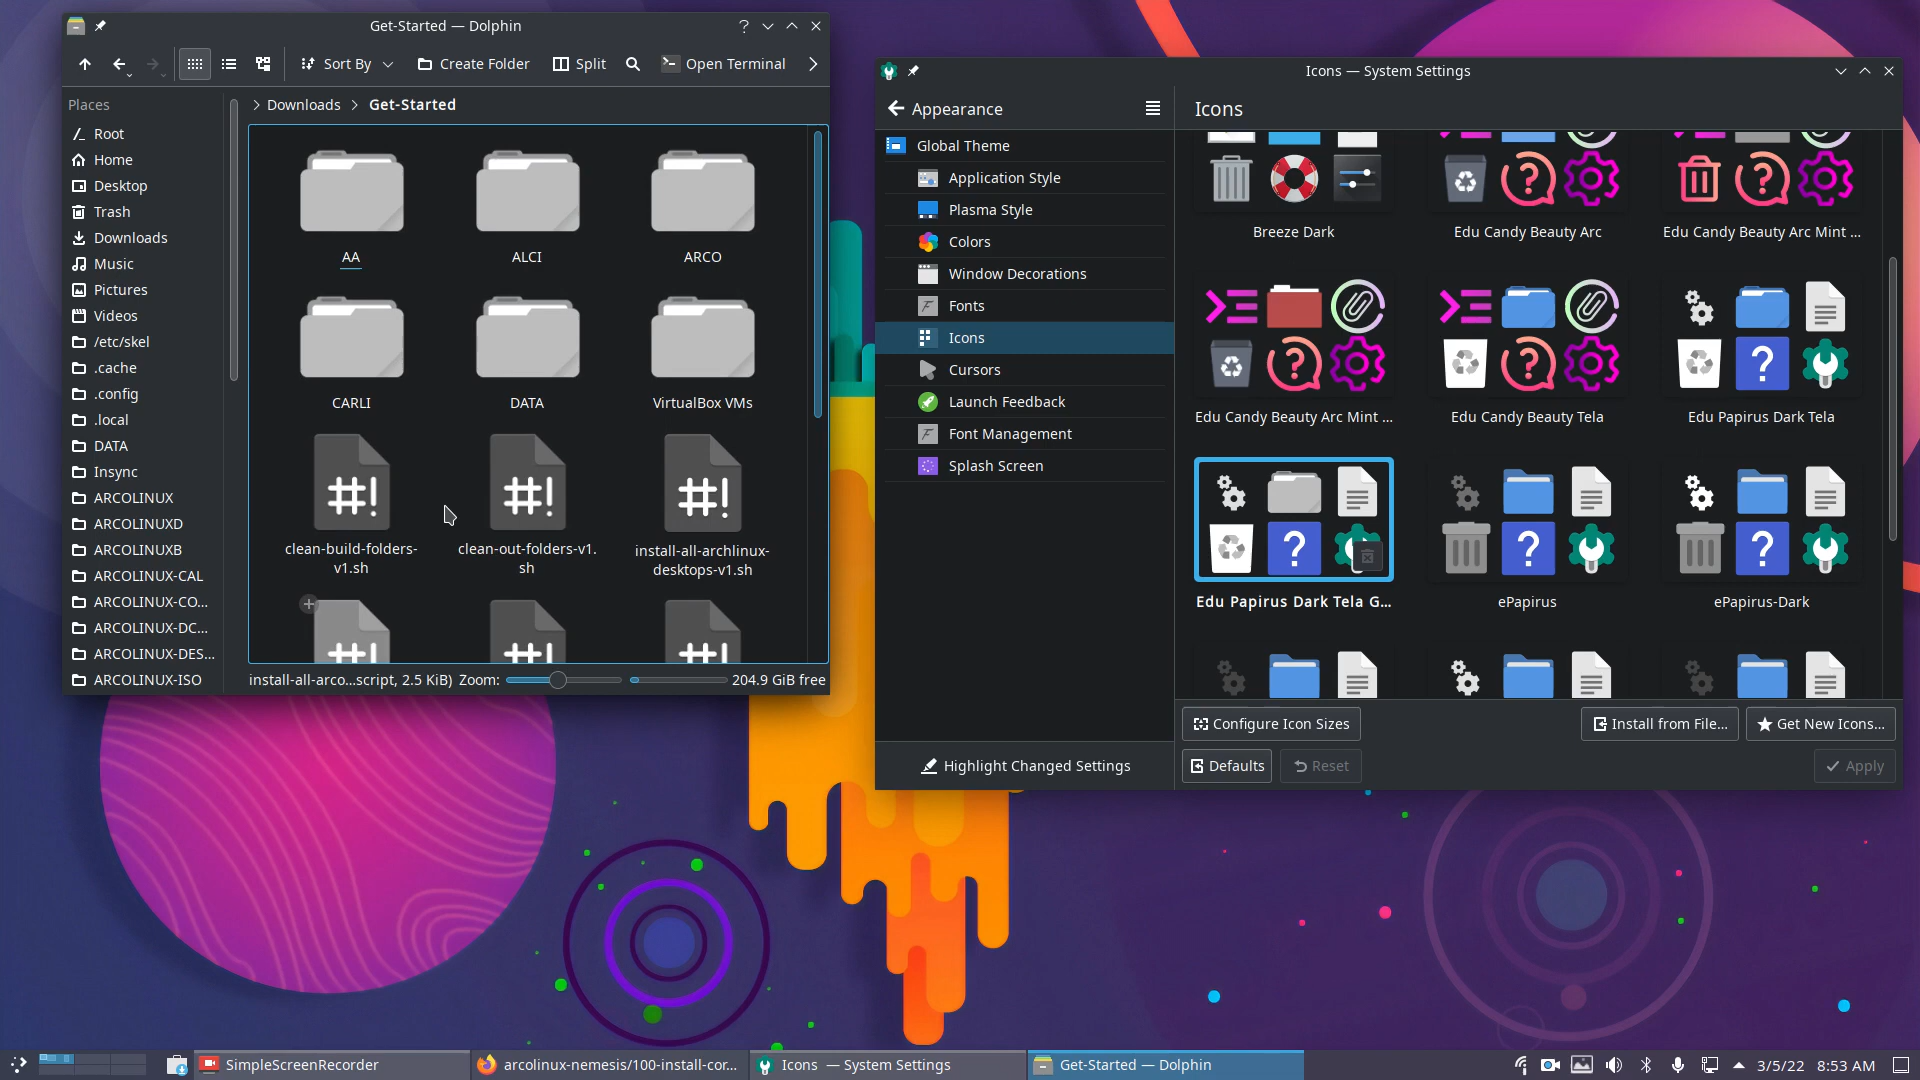 Get-Started — Dolphin
Sort By
Create Folder
Split
Open Terminal
Places
Root
Home
Desktop
Trash
Downloads
Music
Pictures
Videos
/etc/skel
.cache
.config
.local
DATA
Insync
ARCOLINUX
ARCOLINUXD
ARCOLINUXB
ARCOLINUX-CAL
ARCOLINUX-CO...
ARCOLINUX-DC...
ARCOLINUX-DES...
ARCOLINUX-ISO
Downloads > Get-Started
AA
ALCI
ARCO
CARLI
DATA
VirtualBox VMs
clean-build-folders-
v1.sh
clean-out-folders-v1.
sh
install-all-archlinux-
desktops-v1.sh
install-all-arco...script, 2.5 KiB)
Zoom:
204.9 GiB free
Icons — System Settings
Appearance
Icons
Global Theme
Application Style
Plasma Style
Colors
Window Decorations
Fonts
Icons
Cursors
Launch Feedback
Font Management
Splash Screen
Highlight Changed Settings
Breeze Dark
Edu Candy Beauty Arc
Edu Candy Beauty Arc Mint ...
Edu Candy Beauty Arc Mint ...
Edu Candy Beauty Tela
Edu Papirus Dark Tela
Edu Papirus Dark Tela G...
ePapirus
ePapirus-Dark
Configure Icon Sizes
Install from File...
Get New Icons...
Defaults
Reset
Apply
SimpleScreenRecorder
arcolinux-nemesis/100-install-cor...
Icons — System Settings
Get-Started — Dolphin
3/5/22
8:53 AM